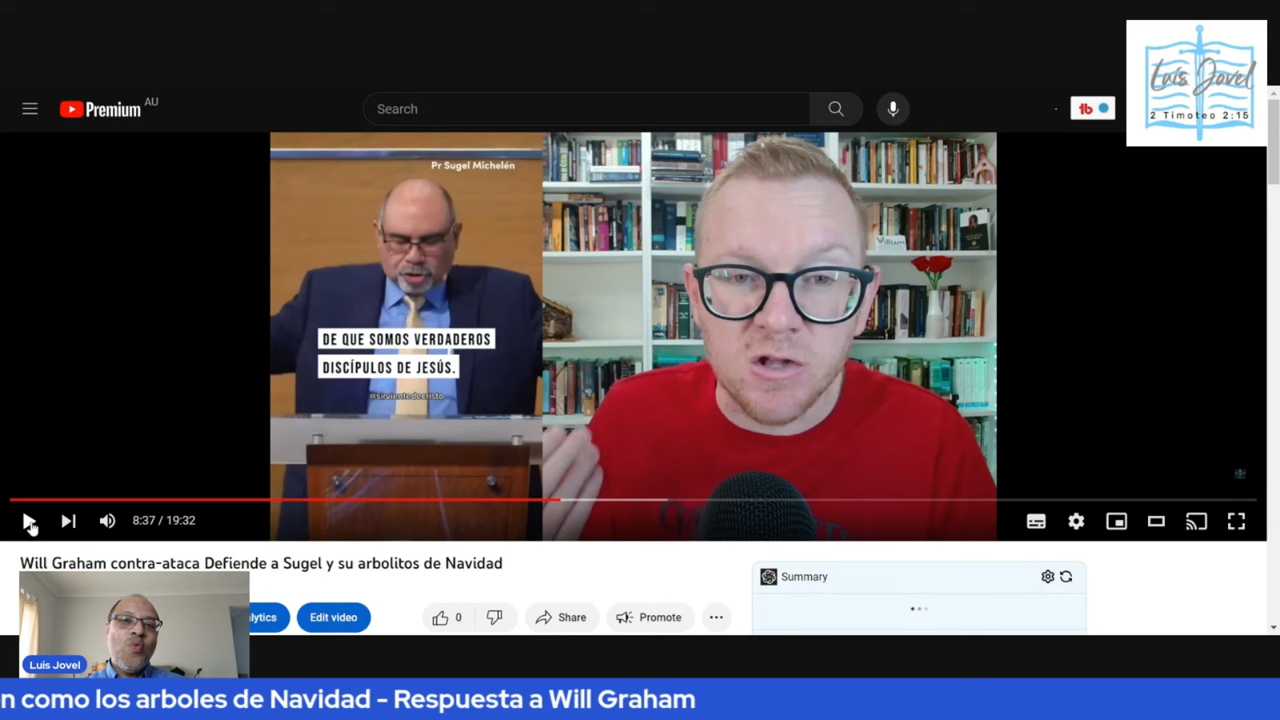 Premium AU
Search
Luis Jovel
2 Timoteo 2:15
Pr Sugel Michelén
DE QUE SOMOS VERDADEROS
DISCÍPULOS DE JESÚS.
@sirvientedecristo
William
8:37 / 19:32
Will Graham contra-ataca Defiende a Sugel y su arbolitos de Navidad
Summary
lytics
Edit video
0
Share
Promote
Luis Jovel
n como los arboles de Navidad - Respuesta a Will Graham